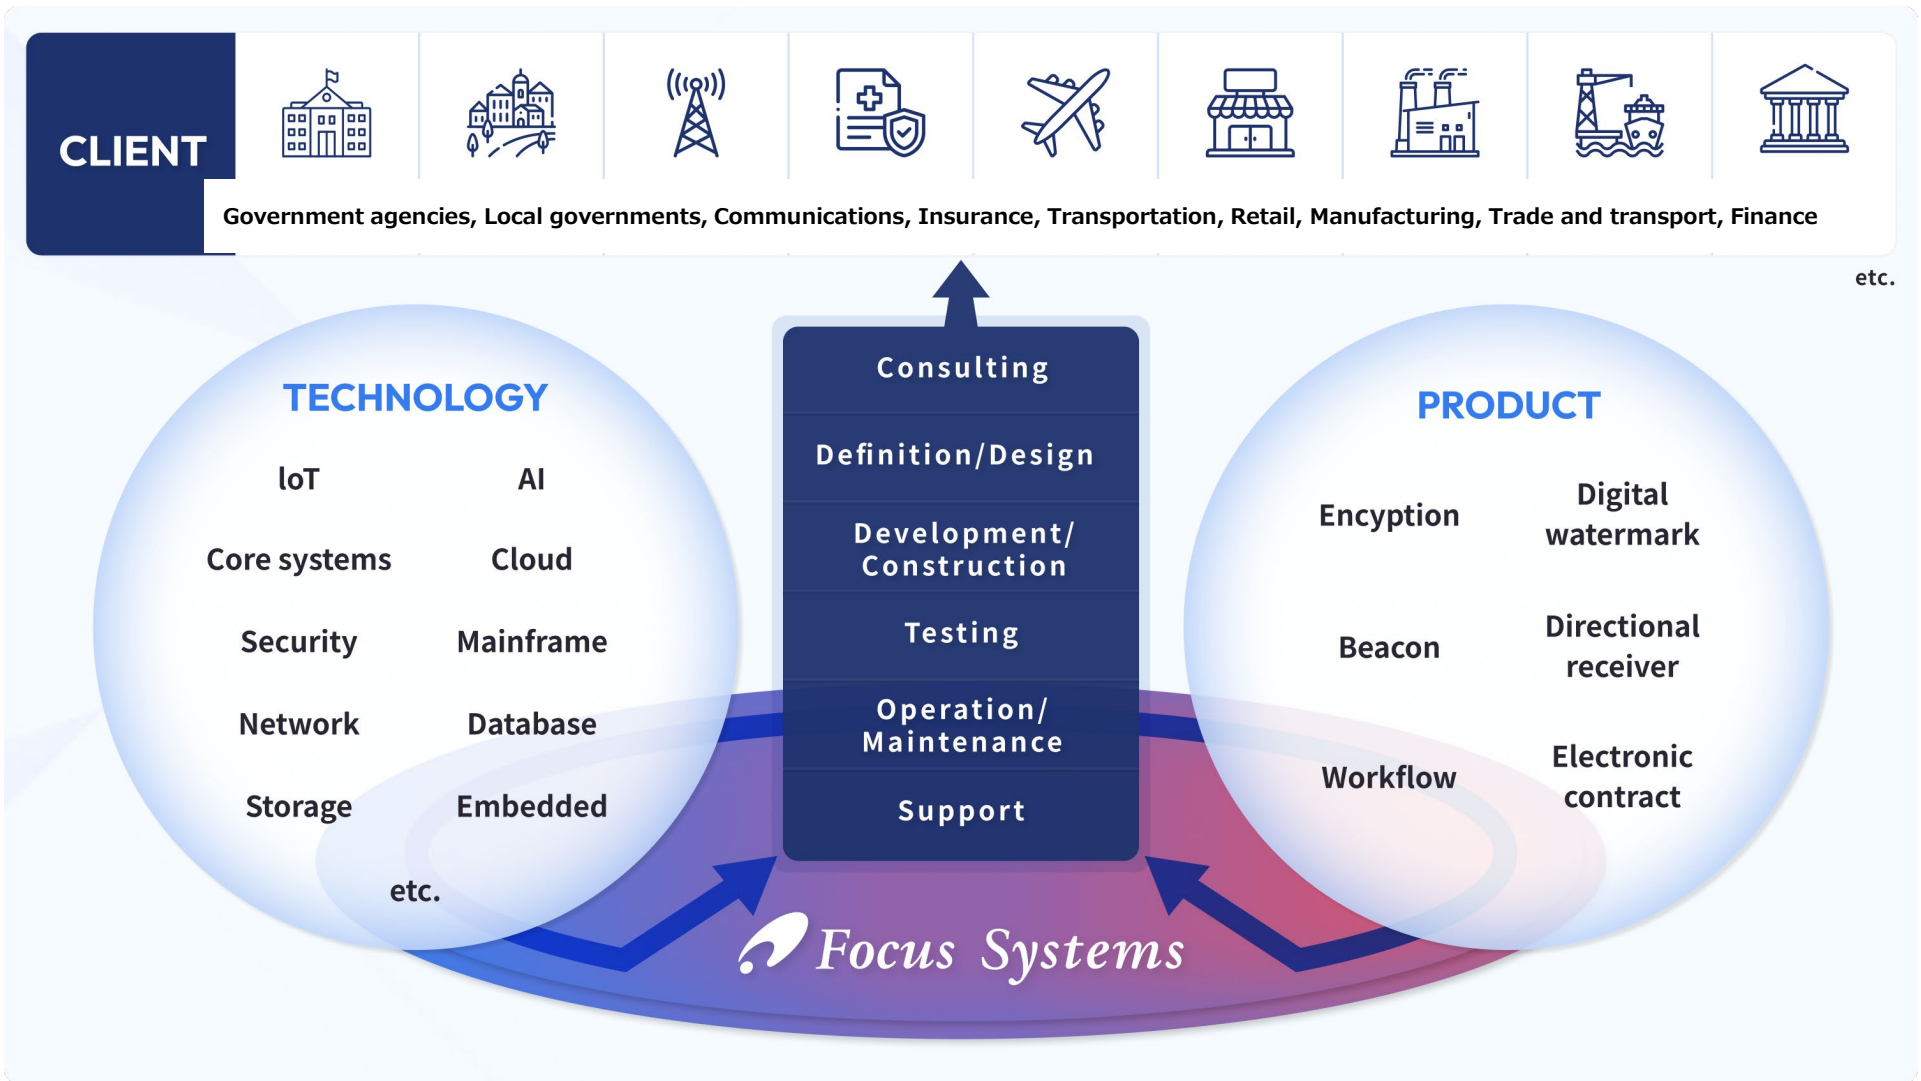 CLIENT
Government agencies, Local governments, Communications, Insurance, Transportation, Retail, Manufacturing, Trade and transport, Finance
etc.
TECHNOLOGY
loT
AI
Core systems
Cloud
Security
Mainframe
Network
Database
Storage
Embedded
etc.
Consulting
Definition/Design
Development/
Construction
Testing
Operation/
Maintenance
Support
PRODUCT
Encyption
Digital
watermark
Beacon
Directional
receiver
Workflow
Electronic
contract
Focus Systems